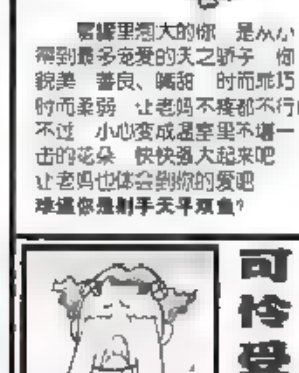 蜜罐里泡大的你 是从小
得到最多宠爱的天之骄子 你
貌美 善良、嘴甜 时而乖巧
时而柔弱 让老妈不疼都不行
不过 小心变成温室里不堪一
击的花朵 快快强大起来吧
让老妈也体会到你的爱吧
难道你是剁手天平双鱼?
可
怜
受